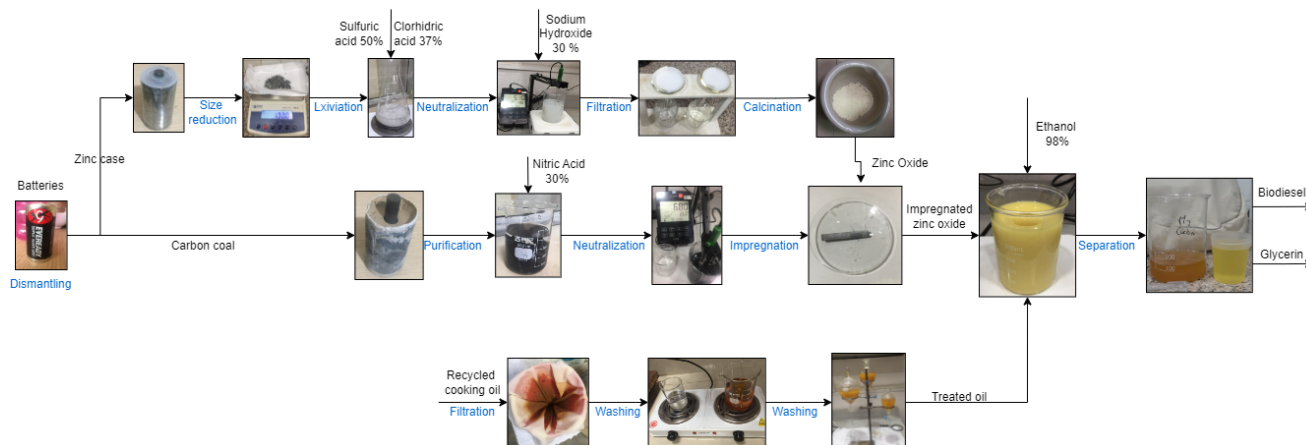 Sulfuric
acid 50%
Clorhidric
acid 37%
Sodium
Hydroxide
30 %
Size
reduction
Lxiviation
Neutralization
Filtration
Calcination
Zinc case
Ethanol
98%
Batteries
EVEREADY
Dismantling
Carbon coal
Purification
Nitric Acid
30%
Neutralization
Impregnation
Zinc Oxide
Impregnated
zinc oxide
Separation
Biodiesel
Glycerin
Recycled
cooking oil
Filtration
Washing
Washing
Treated oil